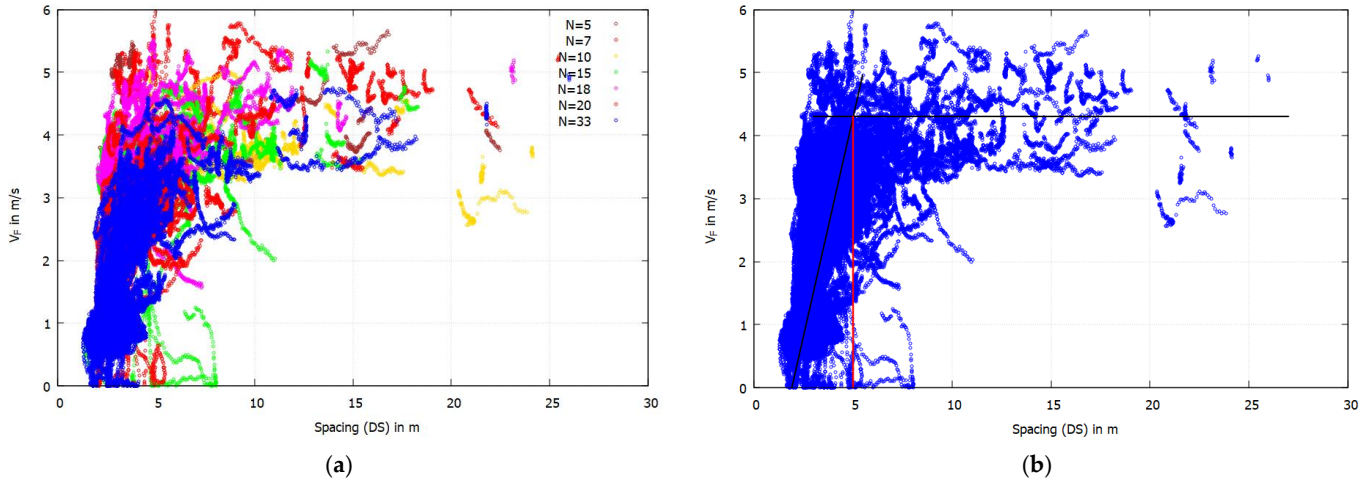 6
5
4
3
2
1
0
V_F in m/s
0 5 10 15 20 25 30
Spacing (DS) in m
N=5
N=7
N=10
N=15
N=18
N=20
N=33
(a)
6
5
4
3
2
1
0
V_F in m/s
0 5 10 15 20 25 30
Spacing (DS) in m
(b)